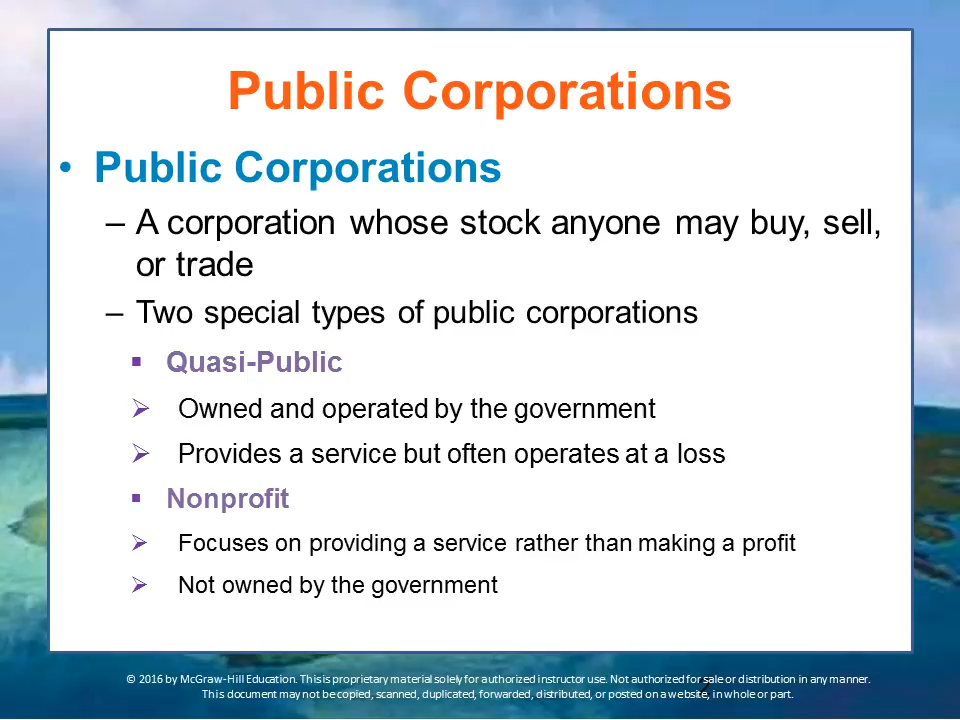 Public Corporations
• Public Corporations
– A corporation whose stock anyone may buy, sell,
or trade
– Two special types of public corporations
▪ Quasi-Public
➢ Owned and operated by the government
➢ Provides a service but often operates at a loss
▪ Nonprofit
➢ Focuses on providing a service rather than making a profit
➢ Not owned by the government
© 2016 by McGraw-Hill Education. This is proprietary material solely for authorized instructor use. Not authorized for sale or distribution in any manner.
This document may not be copied, scanned, duplicated, forwarded, distributed, or posted on a website, in whole or part.